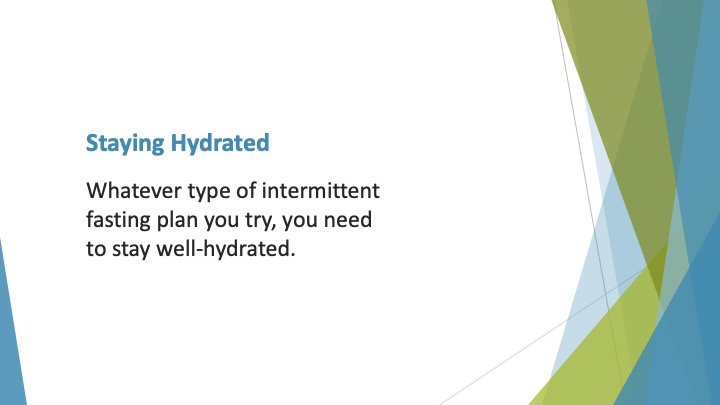 Staying Hydrated
Whatever type of intermittent
fasting plan you try, you need
to stay well-hydrated.